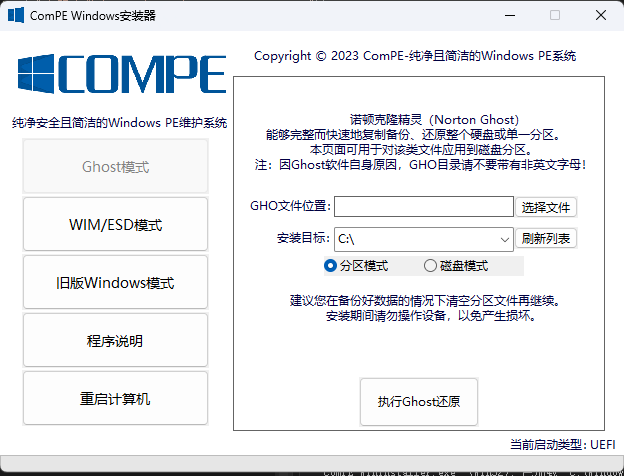 ComPE Windows安装器
COMPE
纯净安全且简洁的Windows PE维护系统
Ghost模式
WIM/ESD模式
旧版Windows模式
程序说明
重启计算机
Copyright © 2023 ComPE-纯净且简洁的Windows PE系统
诺顿克隆精灵（Norton Ghost）
能够完整而快速地复制备份、还原整个硬盘或单一分区。
本页面可用于对该类文件应用到磁盘分区。
注：因Ghost软件自身原因，GHO目录请不要带有非英文字母！
GHO文件位置：
选择文件
安装目标：
C:\
刷新列表
分区模式
磁盘模式
建议您在备份好数据的情况下清空分区文件再继续。
安装期间请勿操作设备，以免产生损坏。
执行Ghost还原
当前启动类型：UEFI